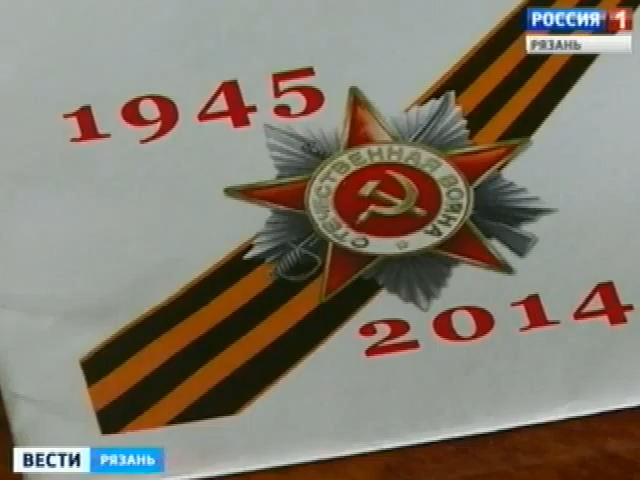 РОССИЯ 1
РЯЗАНЬ
1945
ОТЕЧЕСТВЕННАЯ ВОЙНА
2014
ВЕСТИ РЯЗАНЬ